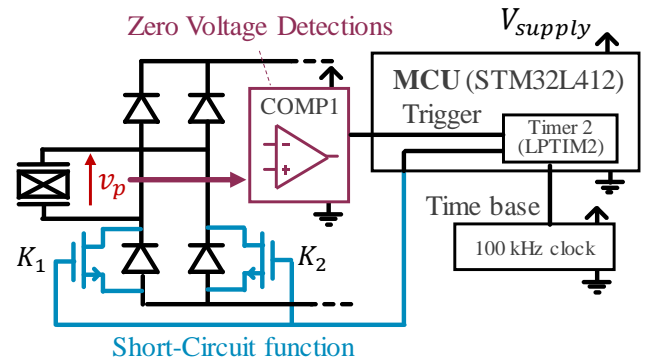 Zero Voltage Detections
V_supply
COMP1
−
+
MCU (STM32L412)
Trigger
Timer 2
(LPTIM2)
v_p
Time base
K_1
K_2
100 kHz clock
Short-Circuit function